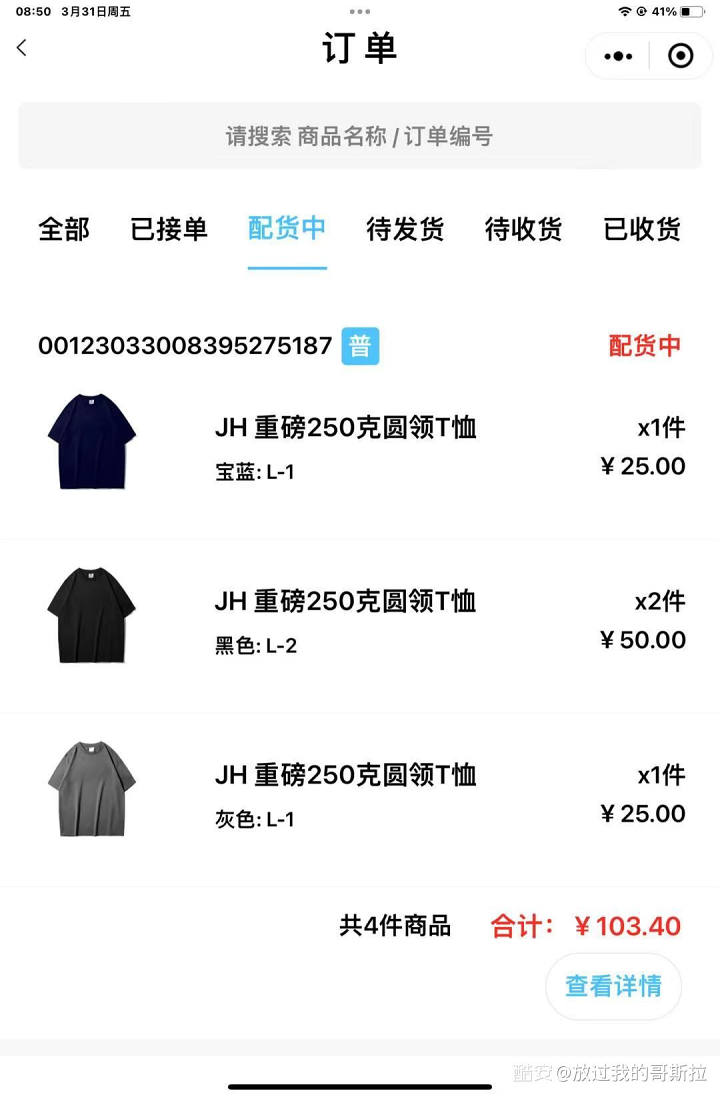 08:50 3月31日周五
41%
订单
请搜索 商品名称 / 订单编号
全部 已接单 配货中 待发货 待收货 已收货
00123033008395275187 普 配货中
JH 重磅250克圆领T恤 x1件
宝蓝: L-1 ¥ 25.00
JH 重磅250克圆领T恤 x2件
黑色: L-2 ¥ 50.00
JH 重磅250克圆领T恤 x1件
灰色: L-1 ¥ 25.00
共4件商品 合计： ¥ 103.40
查看详情
酷安 @放过我的哥斯拉